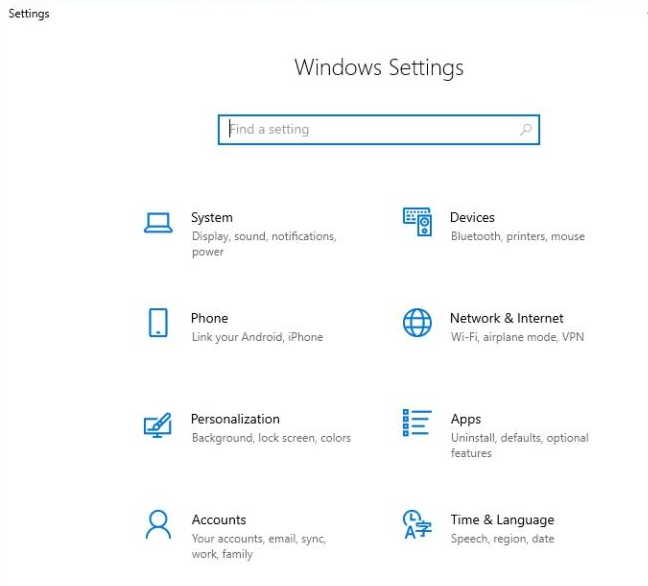 Settings
Windows Settings
Find a setting
System
Display, sound, notifications,
power
Devices
Bluetooth, printers, mouse
Phone
Link your Android, iPhone
Network & Internet
Wi-Fi, airplane mode, VPN
Personalization
Background, lock screen, colors
Apps
Uninstall, defaults, optional
features
Accounts
Your accounts, email, sync,
work, family
Time & Language
Speech, region, date